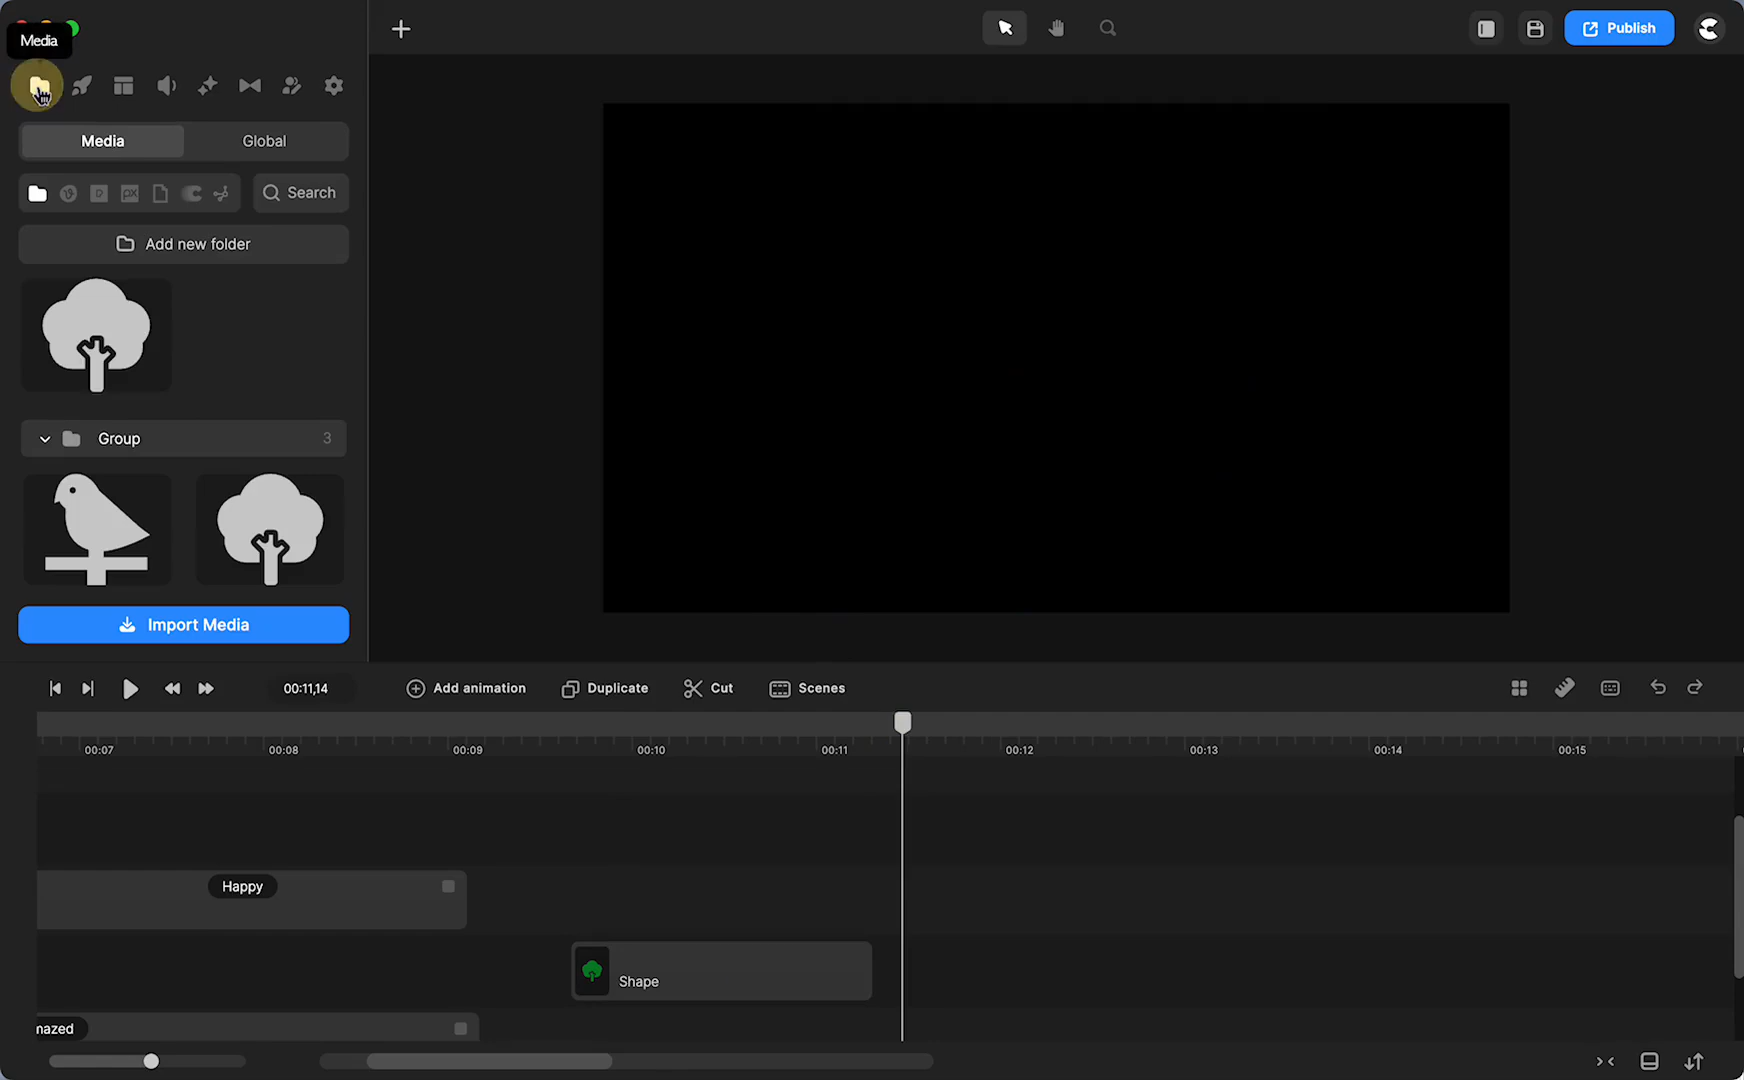 Media
Publish
Media
Global
Search
Add new folder
Group
3
Import Media
00:11,14
Add animation
Duplicate
Cut
Scenes
00:07
00:08
00:09
00:10
00:11
00:12
00:13
00:14
00:15
Happy
Shape
mazed